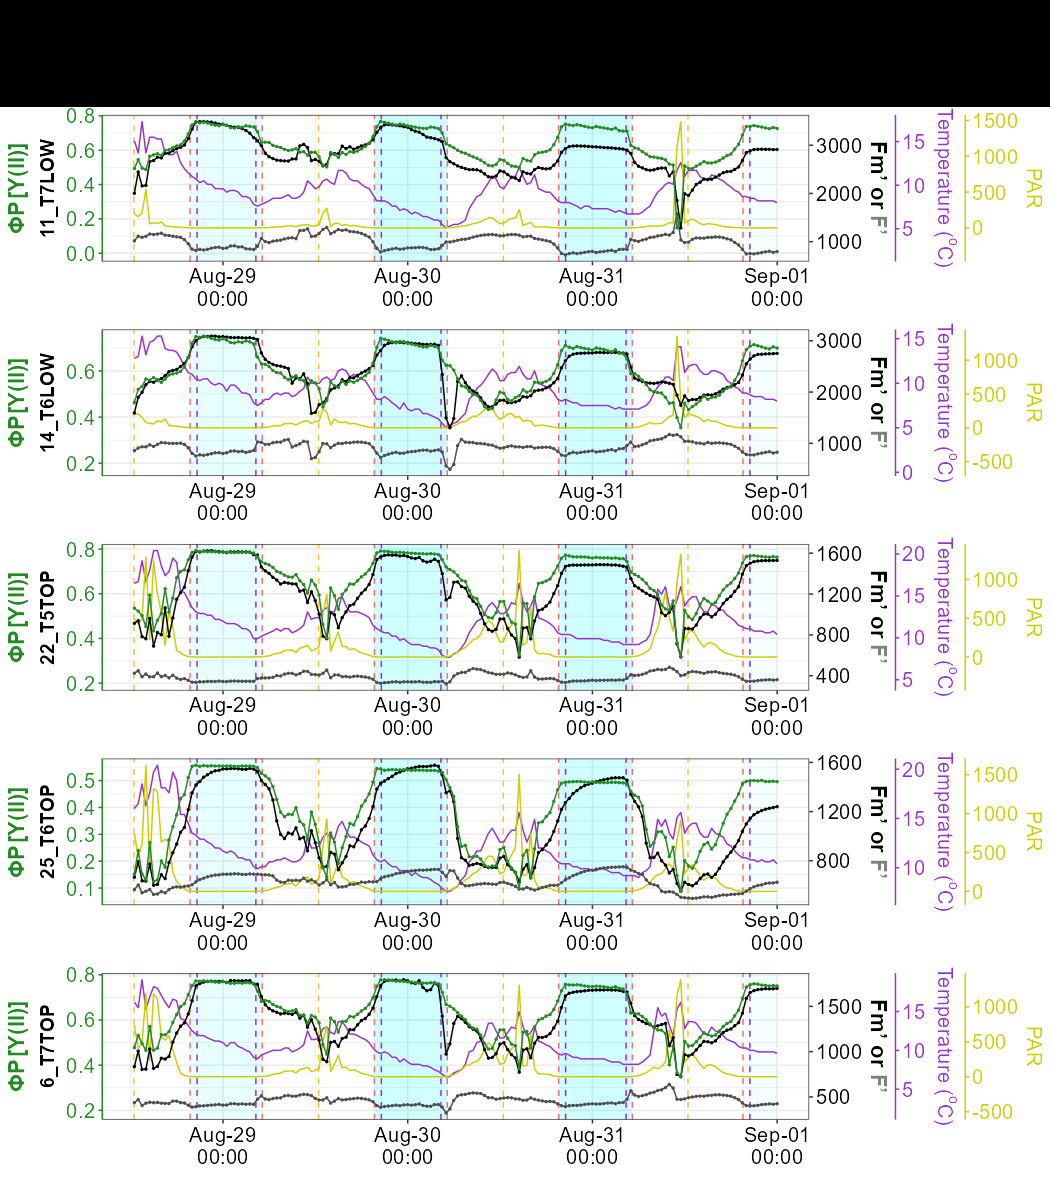 ΦP[Y(II)]
11_T7LOW
0.8
0.6
0.4
0.2
0.0
3000
2000
1000
Fm' or F'
15
10
5
Temperature (⁰C)
1500
1000
500
0
PAR
Aug-29
00:00
Aug-30
00:00
Aug-31
00:00
Sep-01
00:00
ΦP[Y(II)]
14_T6LOW
0.6
0.4
0.2
3000
2000
1000
Fm' or F'
15
10
5
0
Temperature (⁰C)
1000
500
0
-500
PAR
Aug-29
00:00
Aug-30
00:00
Aug-31
00:00
Sep-01
00:00
ΦP[Y(II)]
22_T5TOP
0.8
0.6
0.4
0.2
1600
1200
800
400
Fm' or F'
20
15
10
5
Temperature (⁰C)
1000
500
0
PAR
Aug-29
00:00
Aug-30
00:00
Aug-31
00:00
Sep-01
00:00
ΦP[Y(II)]
25_T6TOP
0.5
0.4
0.3
0.2
0.1
1600
1200
800
Fm' or F'
20
15
10
Temperature (⁰C)
1500
1000
500
0
PAR
Aug-29
00:00
Aug-30
00:00
Aug-31
00:00
Sep-01
00:00
ΦP[Y(II)]
6_T7TOP
0.8
0.6
0.4
0.2
1500
1000
500
Fm' or F'
15
10
5
Temperature (⁰C)
1000
500
0
-500
PAR
Aug-29
00:00
Aug-30
00:00
Aug-31
00:00
Sep-01
00:00